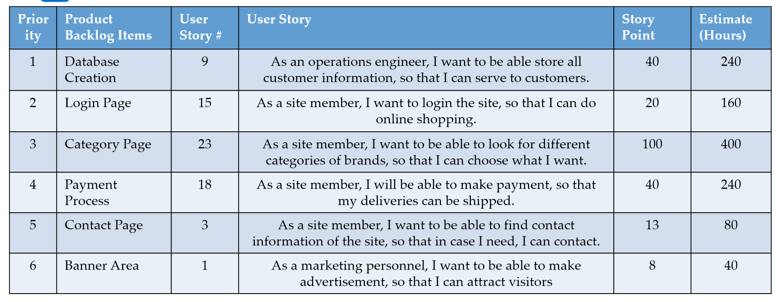 Prior Product User User Story Story Estimate
ity Backlog Items Story # Point (Hours)
1 Database 9 As an operations engineer, I want to be able store all 40 240
Creation customer information, so that I can serve to customers.
2 Login Page 15 As a site member, I want to login the site, so that I can do 20 160
online shopping.
3 Category Page 23 As a site member, I want to be able to look for different 100 400
categories of brands, so that I can choose what I want.
4 Payment 18 As a site member, I will be able to make payment, so that 40 240
Process my deliveries can be shipped.
5 Contact Page 3 As a site member, I want to be able to find contact 13 80
information of the site, so that in case I need, I can contact.
6 Banner Area 1 As a marketing personnel, I want to be able to make 8 40
advertisement, so that I can attract visitors